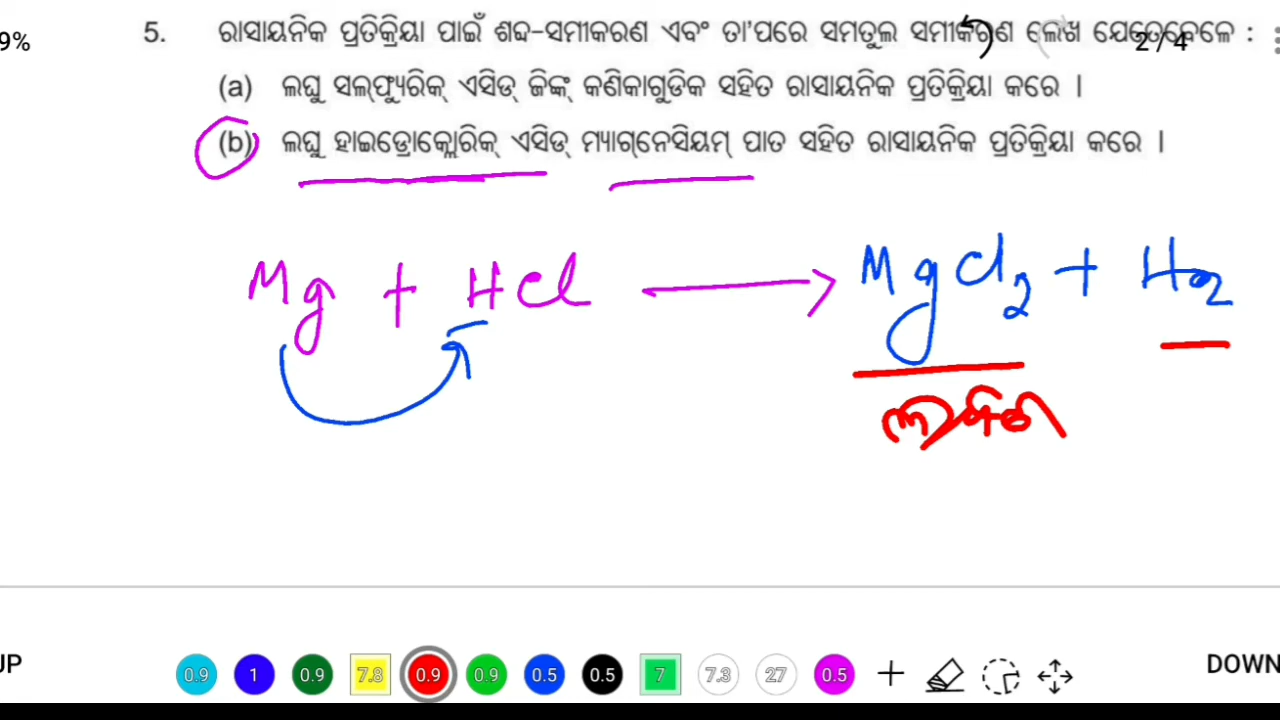 9%
5. ରାସାୟନିକ ପ୍ରତିକ୍ରିୟା ପାଇଁ ଶବ୍ଦ-ସମୀକରଣ ଏବଂ ତା'ପରେ ସମତୁଲ ସମୀକରଣ ଲେଖ ଯେତେବେଳେ :
2 / 4
(a) ଲଘୁ ସଲ୍‌ଫ୍ୟୁରିକ୍ ଏସିଡ୍ ଜିଙ୍କ୍ କଣିକାଗୁଡିକ ସହିତ ରାସାୟନିକ ପ୍ରତିକ୍ରିୟା କରେ ।
(b) ଲଘୁ ହାଇଡ୍ରୋକ୍ଲୋରିକ୍ ଏସିଡ୍ ମ୍ୟାଗ୍‌ନେସିୟମ୍ ପାତ ସହିତ ରାସାୟନିକ ପ୍ରତିକ୍ରିୟା କରେ ।
Mg + HCl → MgCl2 + H2
UP DOWN
0.9 1 0.9 7.8 0.9 0.9 0.5 0.5 7 7.3 27 0.5